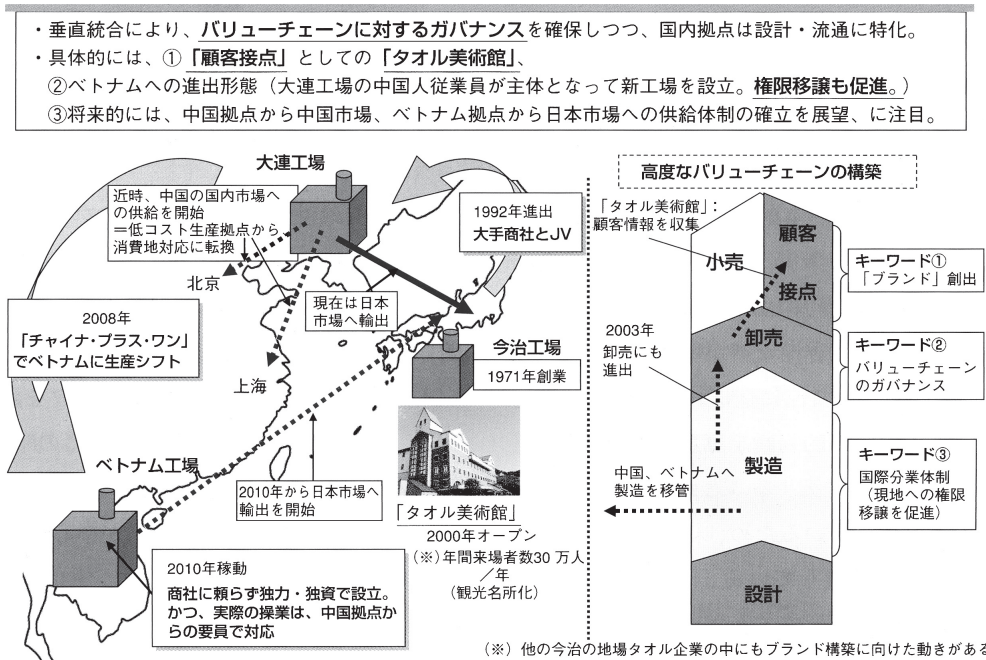 ・垂直統合により、バリューチェーンに対するガバナンスを確保しつつ、国内拠点は設計・流通に特化。
・具体的には、①「顧客接点」としての「タオル美術館」、
②ベトナムへの進出形態（大連工場の中国人従業員が主体となって新工場を設立。権限移譲も促進。）
③将来的には、中国拠点から中国市場、ベトナム拠点から日本市場への供給体制の確立を展望、に注目。
大連工場
近時、中国の国内市場へ
の供給を開始
＝低コスト生産拠点から、
消費地対応に転換
1992年進出
大手商社とJV
北京
現在は日本
市場へ輸出
2008年
「チャイナ・プラス・ワン」
でベトナムに生産シフト
上海
今治工場
1971年創業
ベトナム工場
2010年から日本市場へ
輸出を開始
「タオル美術館」
2000年オープン
（※）年間来場者数30 万人
／年
（観光名所化）
2010年稼動
商社に頼らず独力・独資で設立。
かつ、実際の操業は、中国拠点か
らの要員で対応
高度なバリューチェーンの構築
「タオル美術館」：
顧客情報を収集
小売
顧客
接点
卸売
2003年
卸売にも
進出
製造
中国、ベトナムへ
製造を移管
設計
キーワード①
「ブランド」創出
キーワード②
バリューチェーン
のガバナンス
キーワード③
国際分業体制
（現地への権限
移譲を促進）
（※）他の今治の地場タオル企業の中にもブランド構築に向けた動きがある